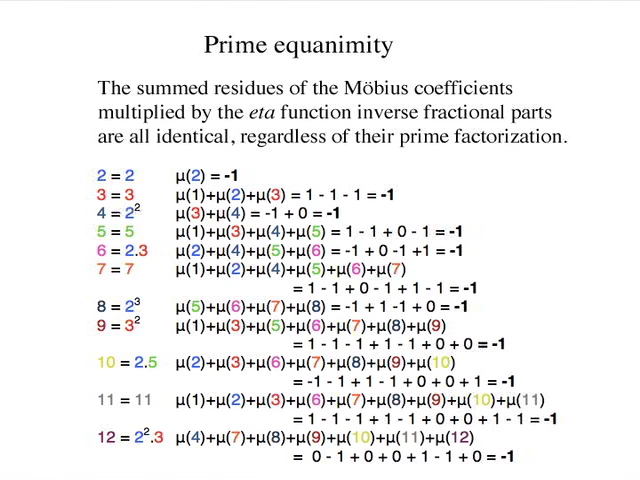 Prime equanimity
The summed residues of the Möbius coefficients
multiplied by the eta function inverse fractional parts
are all identical, regardless of their prime factorization.
2 = 2 μ(2) = -1
3 = 3 μ(1)+μ(2)+μ(3) = 1 - 1 - 1 = -1
4 = 2² μ(3)+μ(4) = -1 + 0 = -1
5 = 5 μ(1)+μ(3)+μ(4)+μ(5) = 1 - 1 + 0 - 1 = -1
6 = 2.3 μ(2)+μ(4)+μ(5)+μ(6) = -1 + 0 -1 +1 = -1
7 = 7 μ(1)+μ(2)+μ(4)+μ(5)+μ(6)+μ(7)
= 1 - 1 + 0 - 1 + 1 - 1 = -1
8 = 2³ μ(5)+μ(6)+μ(7)+μ(8) = -1 + 1 -1 + 0 = -1
9 = 3² μ(1)+μ(3)+μ(5)+μ(6)+μ(7)+μ(8)+μ(9)
= 1 - 1 - 1 + 1 - 1 + 0 + 0 = -1
10 = 2.5 μ(2)+μ(3)+μ(6)+μ(7)+μ(8)+μ(9)+μ(10)
= -1 - 1 + 1 - 1 + 0 + 0 + 1 = -1
11 = 11 μ(1)+μ(2)+μ(3)+μ(6)+μ(7)+μ(8)+μ(9)+μ(10)+μ(11)
= 1 - 1 - 1 + 1 - 1 + 0 + 0 + 1 - 1 = -1
12 = 2².3 μ(4)+μ(7)+μ(8)+μ(9)+μ(10)+μ(11)+μ(12)
= 0 - 1 + 0 + 0 + 1 - 1 + 0 = -1